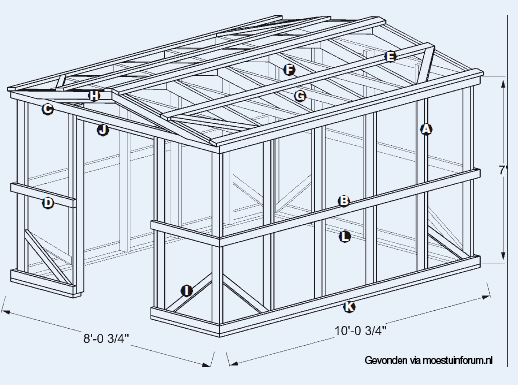 E
F
H
G
C
J
A
D
B
L
I
K
7'
8'-0 3/4"
10'-0 3/4"
Gevonden via moestuinforum.nl